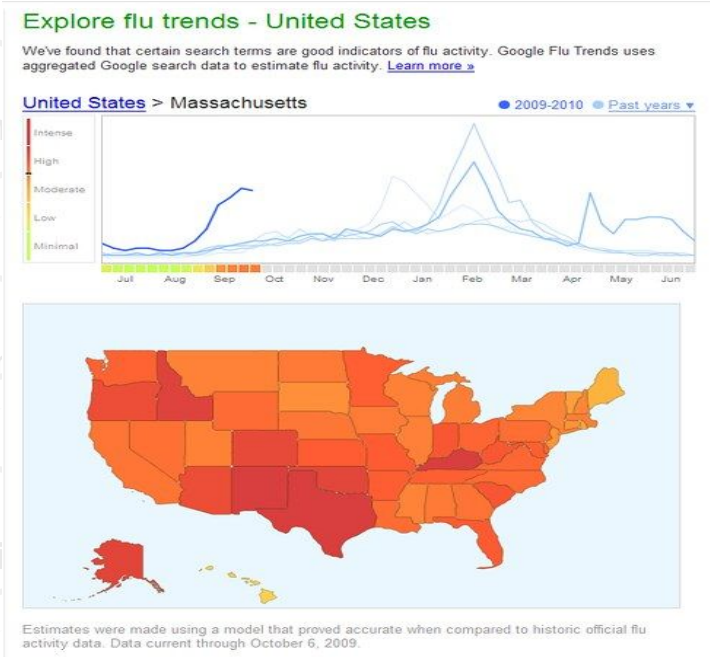 Explore flu trends - United States
We've found that certain search terms are good indicators of flu activity. Google Flu Trends uses
aggregated Google search data to estimate flu activity. Learn more »
United States > Massachusetts
2009-2010 Past years ▼
Intense
High
Moderate
Low
Minimal
Jul Aug Sep Oct Nov Dec Jan Feb Mar Apr May Jun
Estimates were made using a model that proved accurate when compared to historic official flu
activity data. Data current through October 6, 2009.